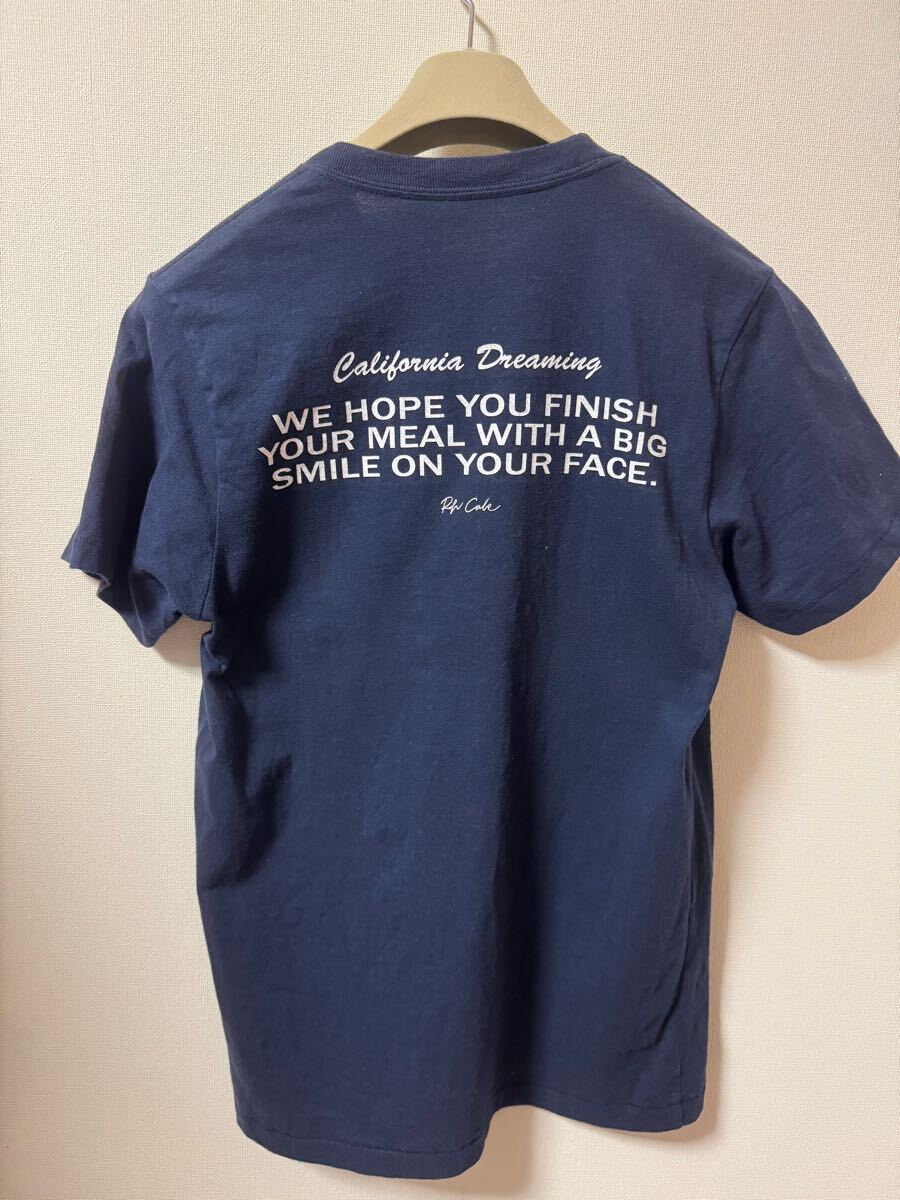 California Dreaming
WE HOPE YOU FINISH
YOUR MEAL WITH A BIG
SMILE ON YOUR FACE.